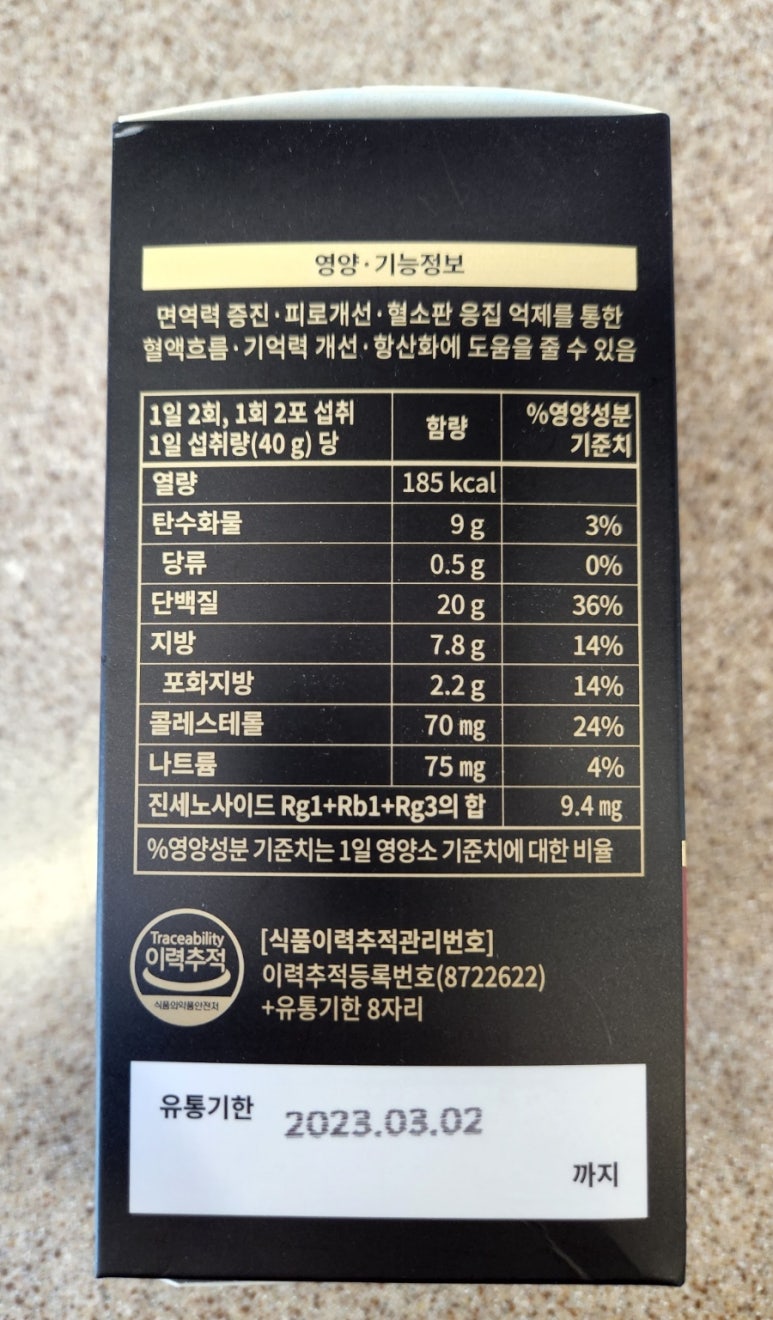 영양·기능정보
면역력 증진·피로개선·혈소판 응집 억제를 통한
혈액흐름·기억력 개선·항산화에 도움을 줄 수 있음
1일 2회, 1회 2포 섭취
1일 섭취량(40 g) 당
함량
%영양성분
기준치
열량 185 kcal
탄수화물 9 g 3%
당류 0.5 g 0%
단백질 20 g 36%
지방 7.8 g 14%
포화지방 2.2 g 14%
콜레스테롤 70 mg 24%
나트륨 75 mg 4%
진세노사이드 Rg1+Rb1+Rg3의 합 9.4 mg
%영양성분 기준치는 1일 영양소 기준치에 대한 비율
Traceability
이력추적
식품의약품안전처
[식품이력추적관리번호]
이력추적등록번호(8722622)
+유통기한 8자리
유통기한 2023.03.02
까지